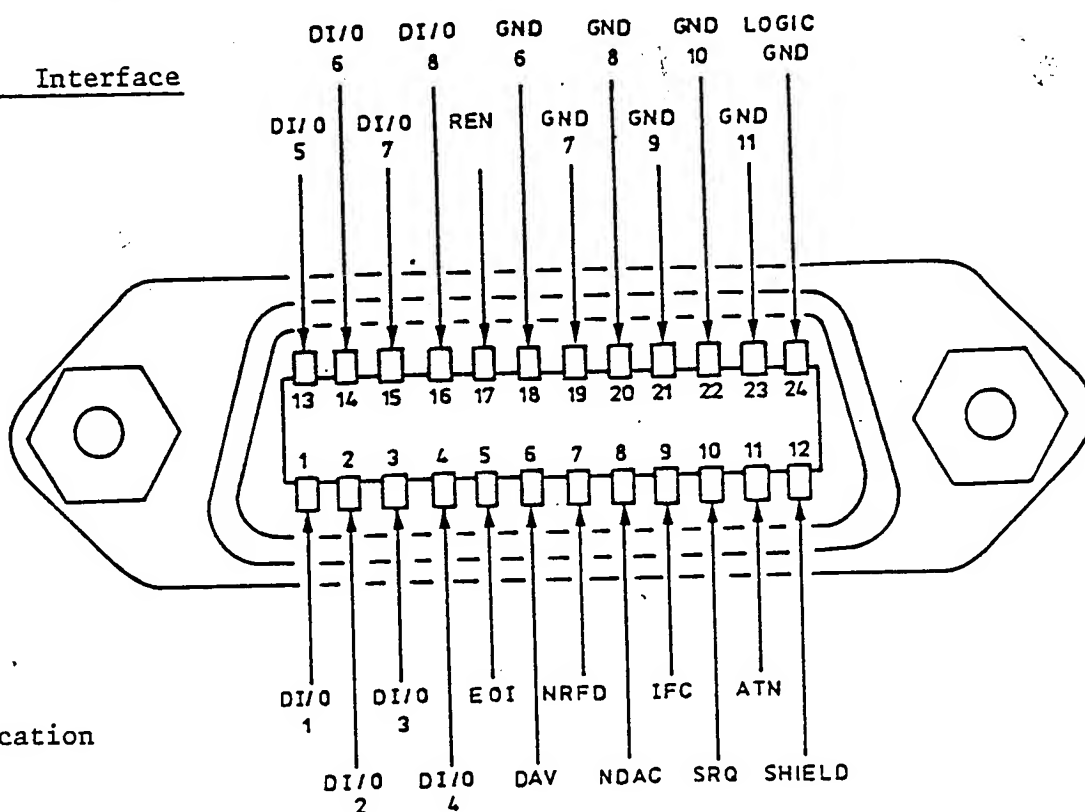 DI/O DI/O GND GND GND LOGIC
6 8 6 8 10 GND
Interface
DI/O DI/O REN GND GND GND
5 7 7 9 11
13 14 15 16 17 18 19 20 21 22 23 24
1 2 3 4 5 6 7 8 9 10 11 12
DI/O DI/O EOI NRFD IFC ATN
1 3
cation
DI/O DI/O DAV NDAC SRQ SHIELD
2 4